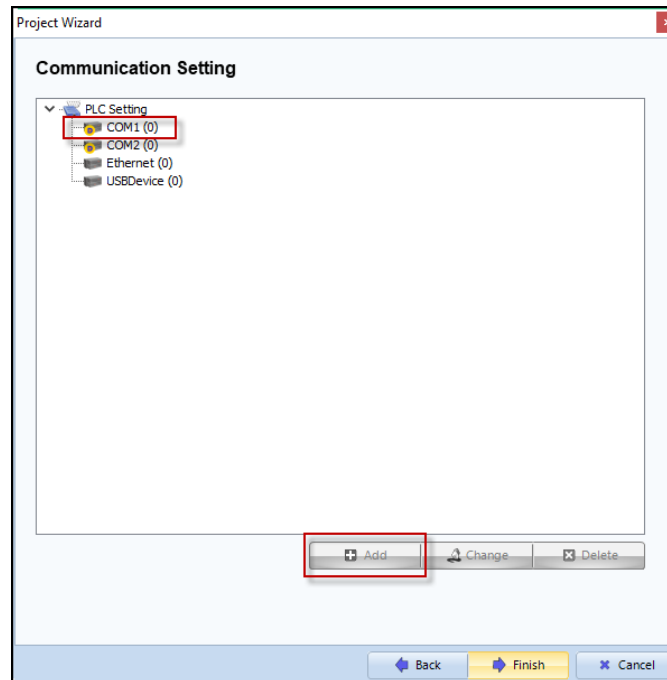 Project Wizard
Communication Setting
PLC Setting
COM1 (0)
COM2 (0)
Ethernet (0)
USBDevice (0)
Add Change Delete
Back Finish Cancel